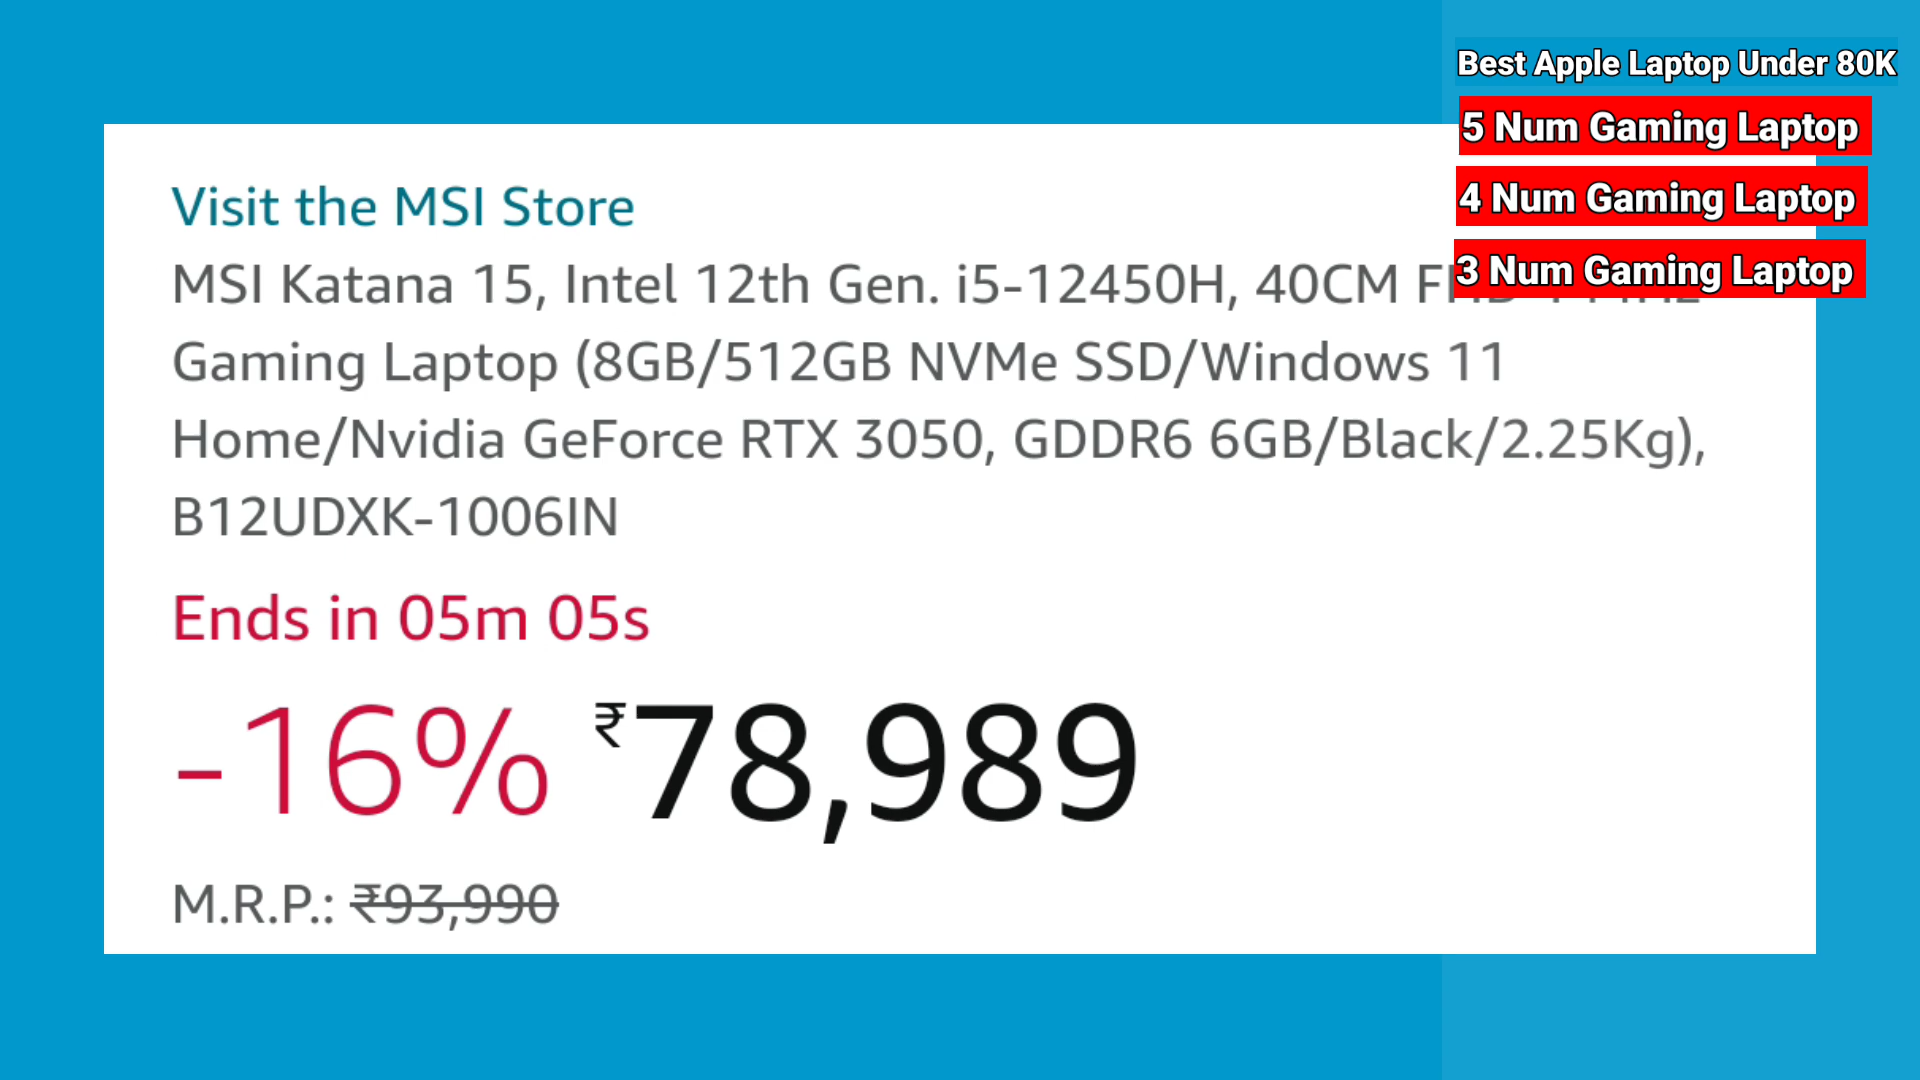 Best Apple Laptop Under 80K
5 Num Gaming Laptop
4 Num Gaming Laptop
3 Num Gaming Laptop
Visit the MSI Store
MSI Katana 15, Intel 12th Gen. i5-12450H, 40CM
Gaming Laptop (8GB/512GB NVMe SSD/Windows 11
Home/Nvidia GeForce RTX 3050, GDDR6 6GB/Black/2.25Kg),
B12UDXK-1006IN
Ends in 05m 05s
-16% ₹78,989
M.R.P.: ₹93,990